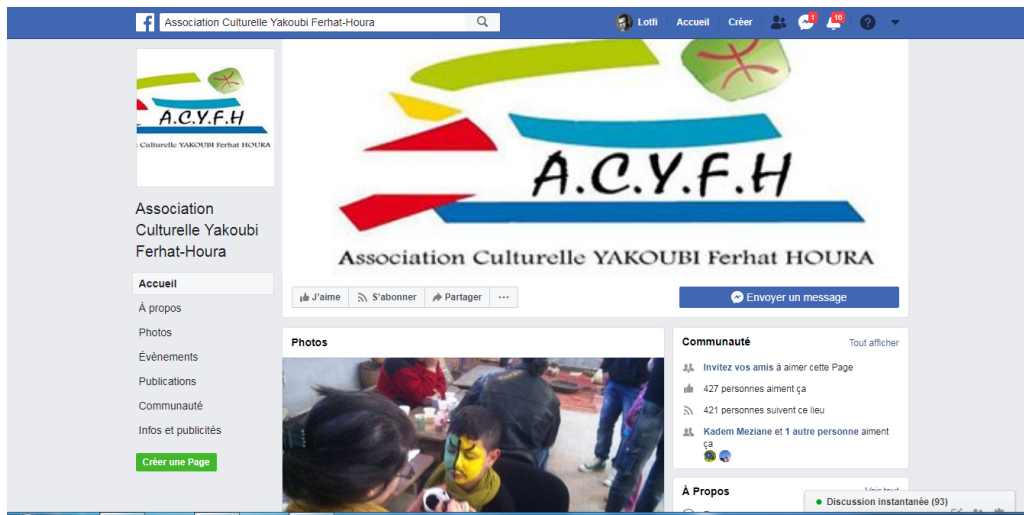 Association Culturelle Yakoubi Ferhat-Houra
Lotfi
Accueil
Créer
1
16
A.C.Y.F.H
Culturelle YAKOUBI Ferhat HOURA
A.C.Y.F.H
Association Culturelle YAKOUBI Ferhat HOURA
Association
Culturelle Yakoubi
Ferhat-Houra
Accueil
À propos
Photos
Évènements
Publications
Communauté
Infos et publicités
Créer une Page
J'aime
S'abonner
Partager
Envoyer un message
Photos
Communauté
Tout afficher
Invitez vos amis à aimer cette Page
427 personnes aiment ça
421 personnes suivent ce lieu
Kadem Meziane et 1 autre personne aiment
ça
À Propos
Voir tout
Discussion instantanée (93)